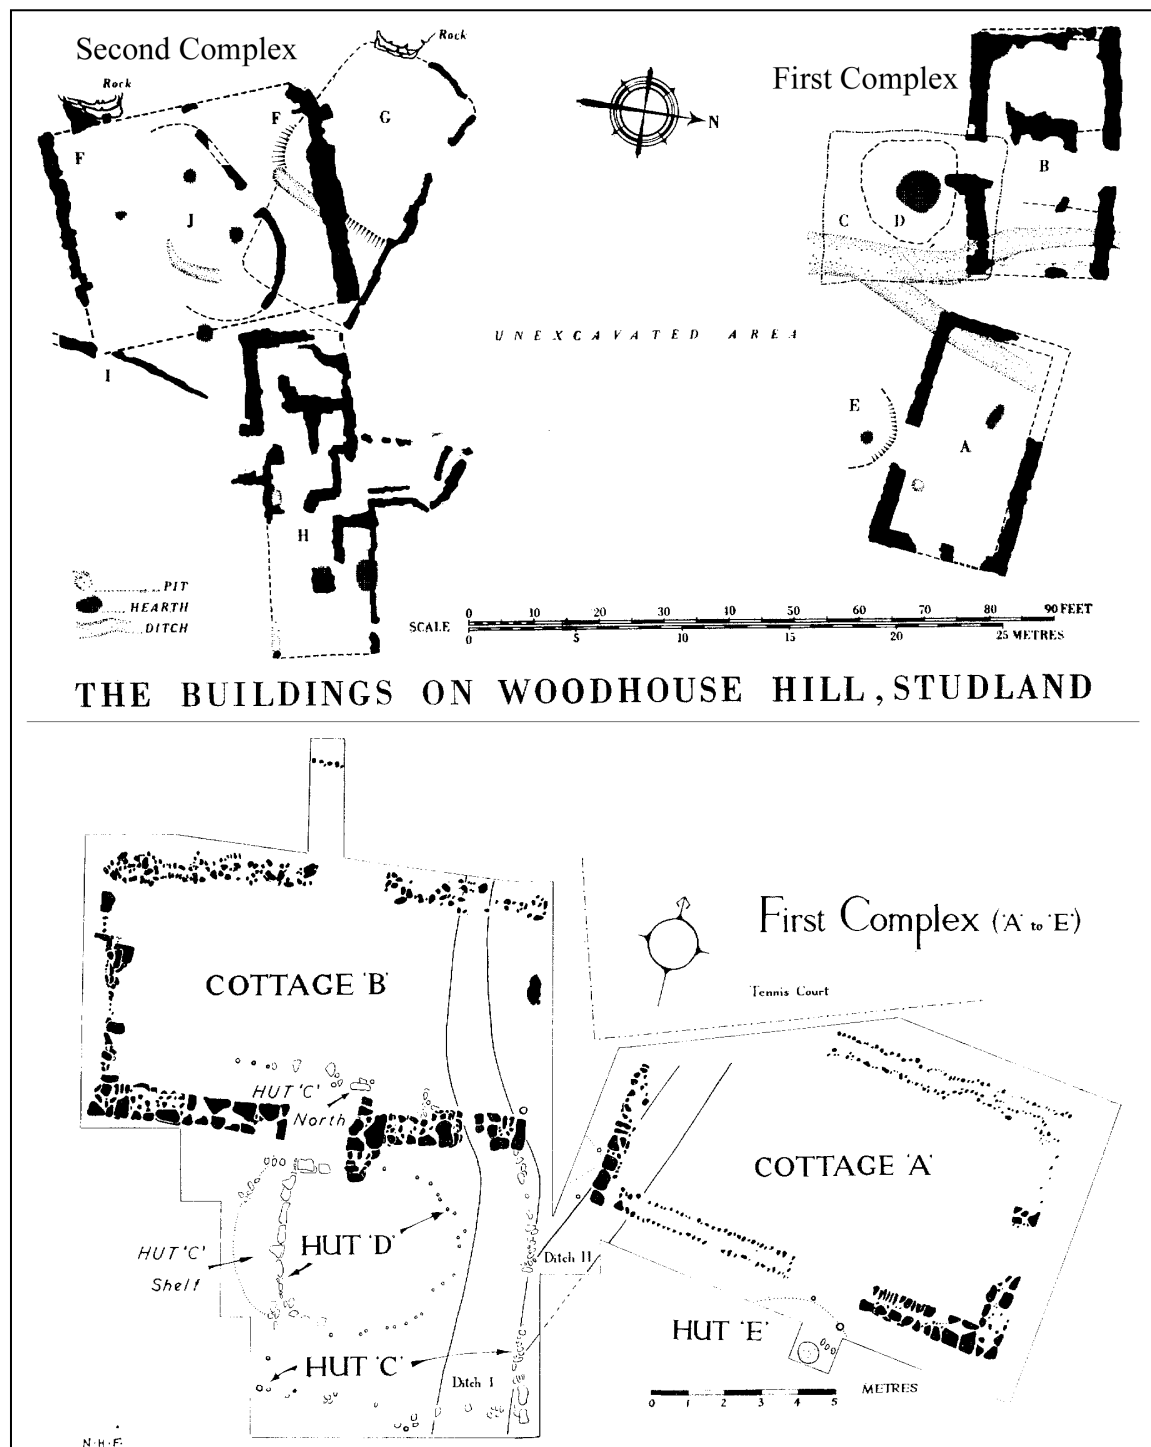 Second Complex
Rock
Rock
First Complex
N
F
F
G
J
I
H
B
C
D
E
A
UNEXCAVATED AREA
PIT
HEARTH
DITCH
SCALE
0 10 20 30 40 50 60 70 80 90 FEET
0 5 10 15 20 25 METRES
THE BUILDINGS ON WOODHOUSE HILL, STUDLAND
First Complex ('A' to 'E')
Tennis Court
COTTAGE 'B'
HUT 'C'
North
COTTAGE 'A'
HUT 'C'
Shelf
HUT 'D'
Ditch II
HUT 'E'
HUT 'C'
Ditch I
METRES
0 1 2 3 4 5
N·H·F·